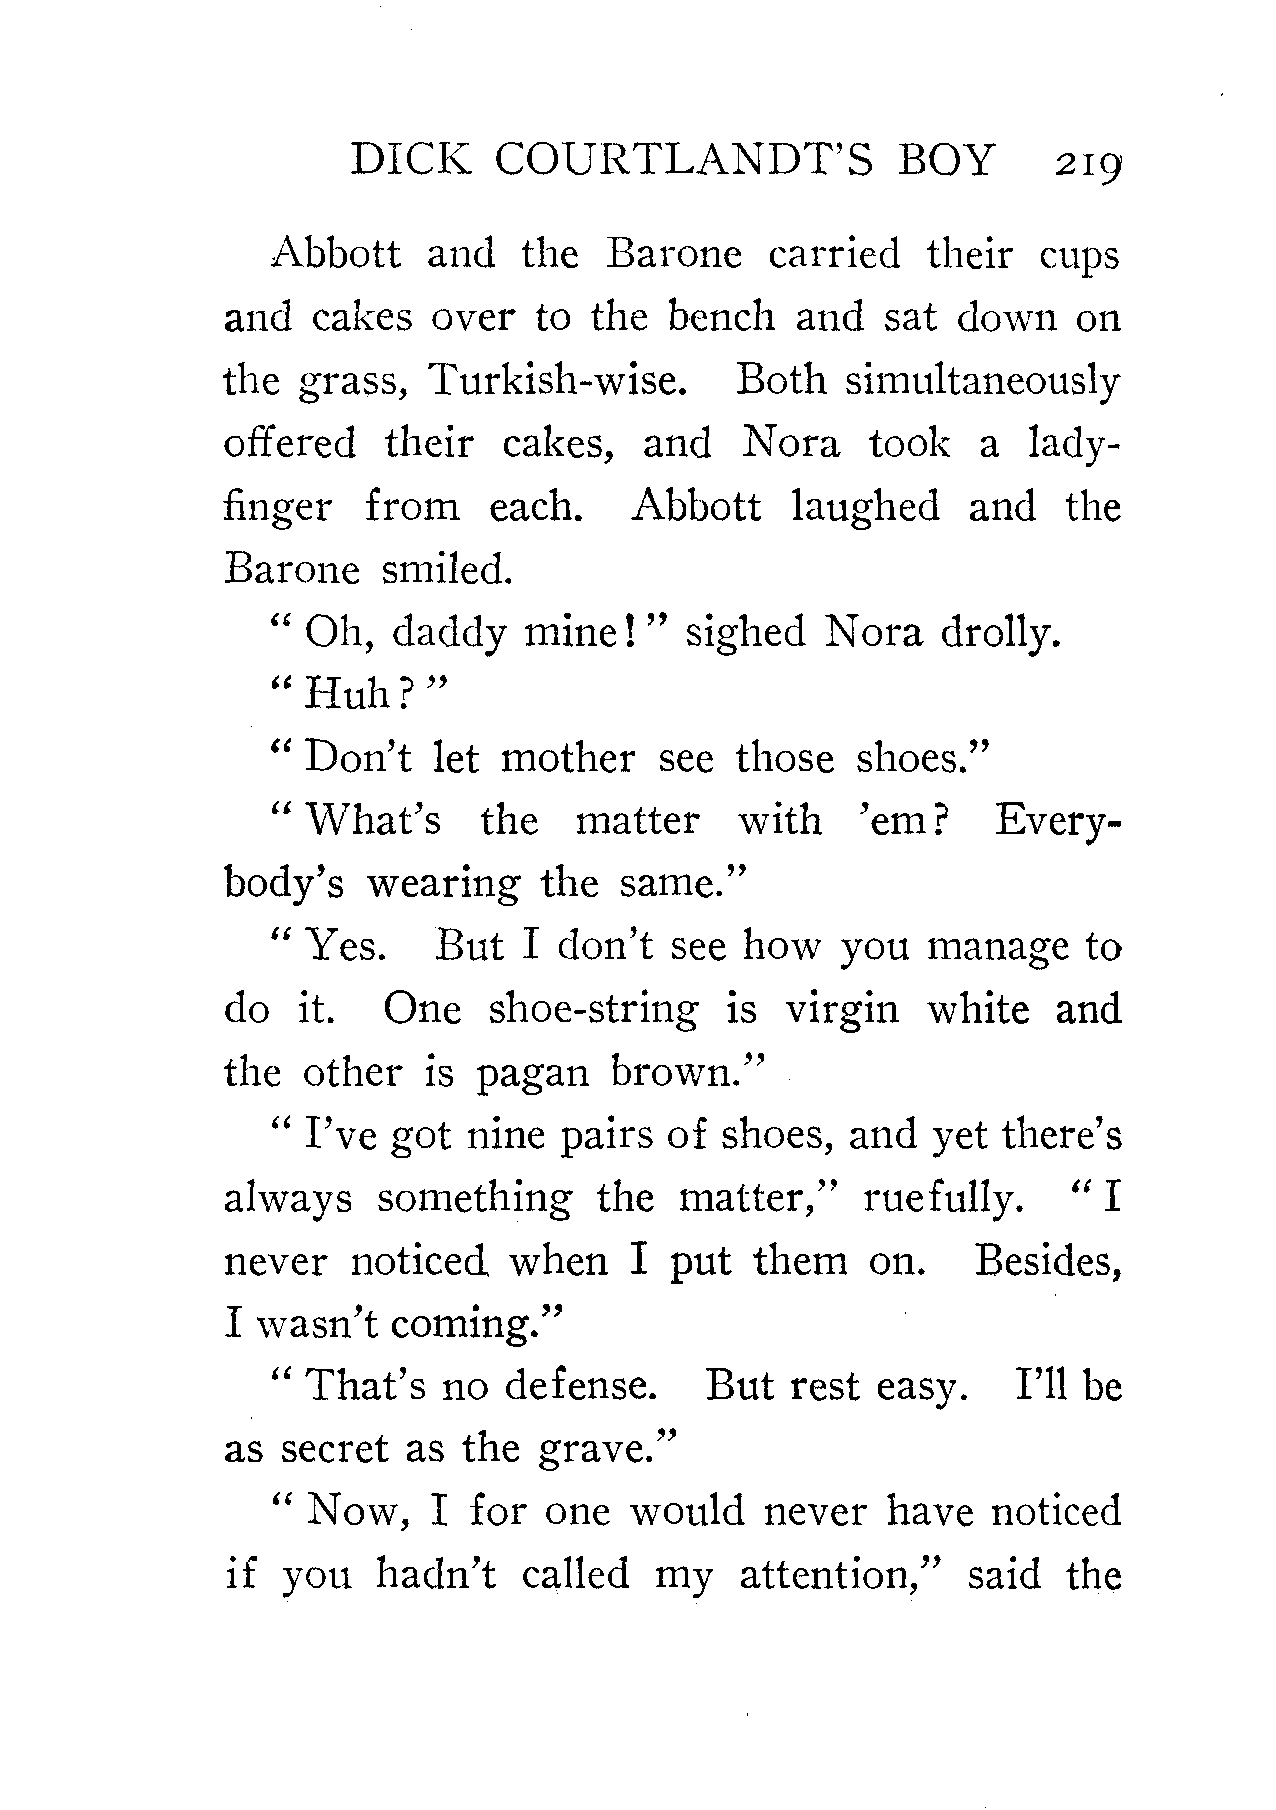 DICK COURTLANDT'S BOY 219
Abbott and the Barone carried their cups
and cakes over to the bench and sat down on
the grass, Turkish-wise. Both simultaneously
offered their cakes, and Nora took a lady-
finger from each. Abbott laughed and the
Barone smiled.
“ Oh, daddy mine! ” sighed Nora drolly.
“ Huh? ”
“ Don't let mother see those shoes.”
“ What's the matter with 'em? Every-
body's wearing the same.”
“ Yes. But I don't see how you manage to
do it. One shoe-string is virgin white and
the other is pagan brown.”
“ I've got nine pairs of shoes, and yet there's
always something the matter,” ruefully. “ I
never noticed when I put them on. Besides,
I wasn't coming.”
“ That's no defense. But rest easy. I'll be
as secret as the grave.”
“ Now, I for one would never have noticed
if you hadn't called my attention,” said the